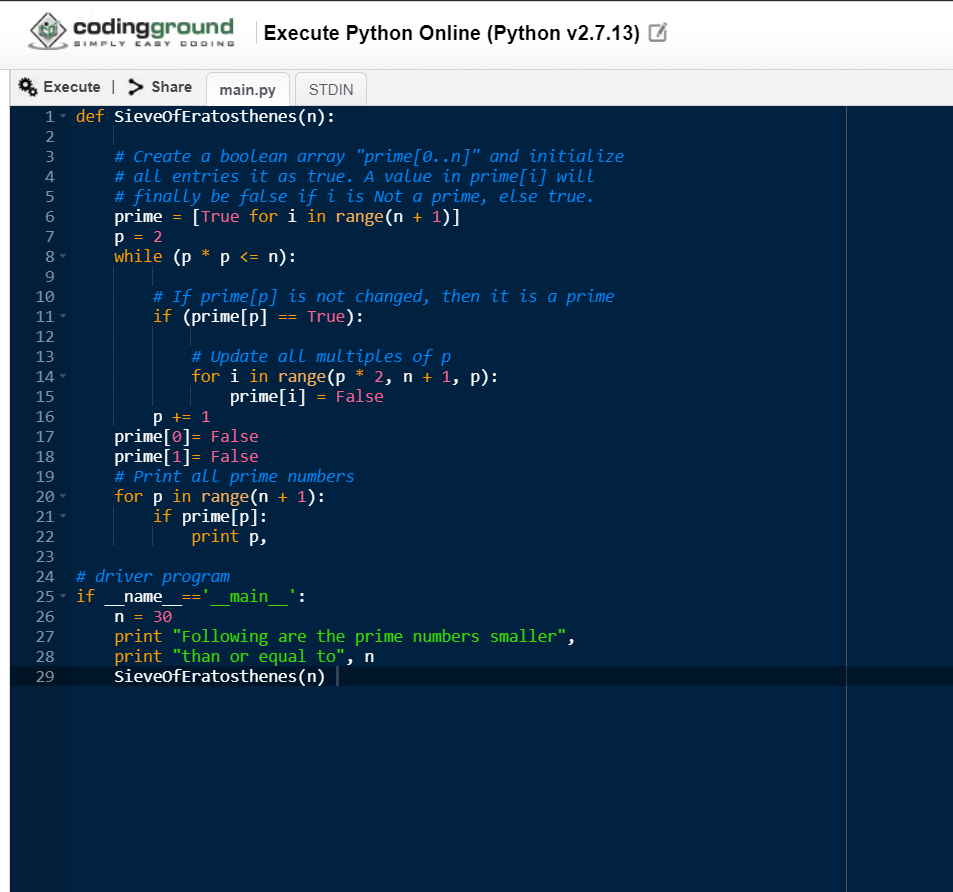 codingground
SIMPLY EASY CODING
Execute Python Online (Python v2.7.13)
Execute | Share main.py STDIN
1 def SieveOfEratosthenes(n):
2
3     # Create a boolean array "prime[0..n]" and initialize
4     # all entries it as true. A value in prime[i] will
5     # finally be false if i is Not a prime, else true.
6     prime = [True for i in range(n + 1)]
7     p = 2
8     while (p * p <= n):
9
10         # If prime[p] is not changed, then it is a prime
11         if (prime[p] == True):
12
13             # Update all multiples of p
14             for i in range(p * 2, n + 1, p):
15                 prime[i] = False
16         p += 1
17     prime[0]= False
18     prime[1]= False
19     # Print all prime numbers
20     for p in range(n + 1):
21         if prime[p]:
22             print p,
23
24 # driver program
25 if __name__=='__main__':
26     n = 30
27     print "Following are the prime numbers smaller",
28     print "than or equal to", n
29     SieveOfEratosthenes(n)